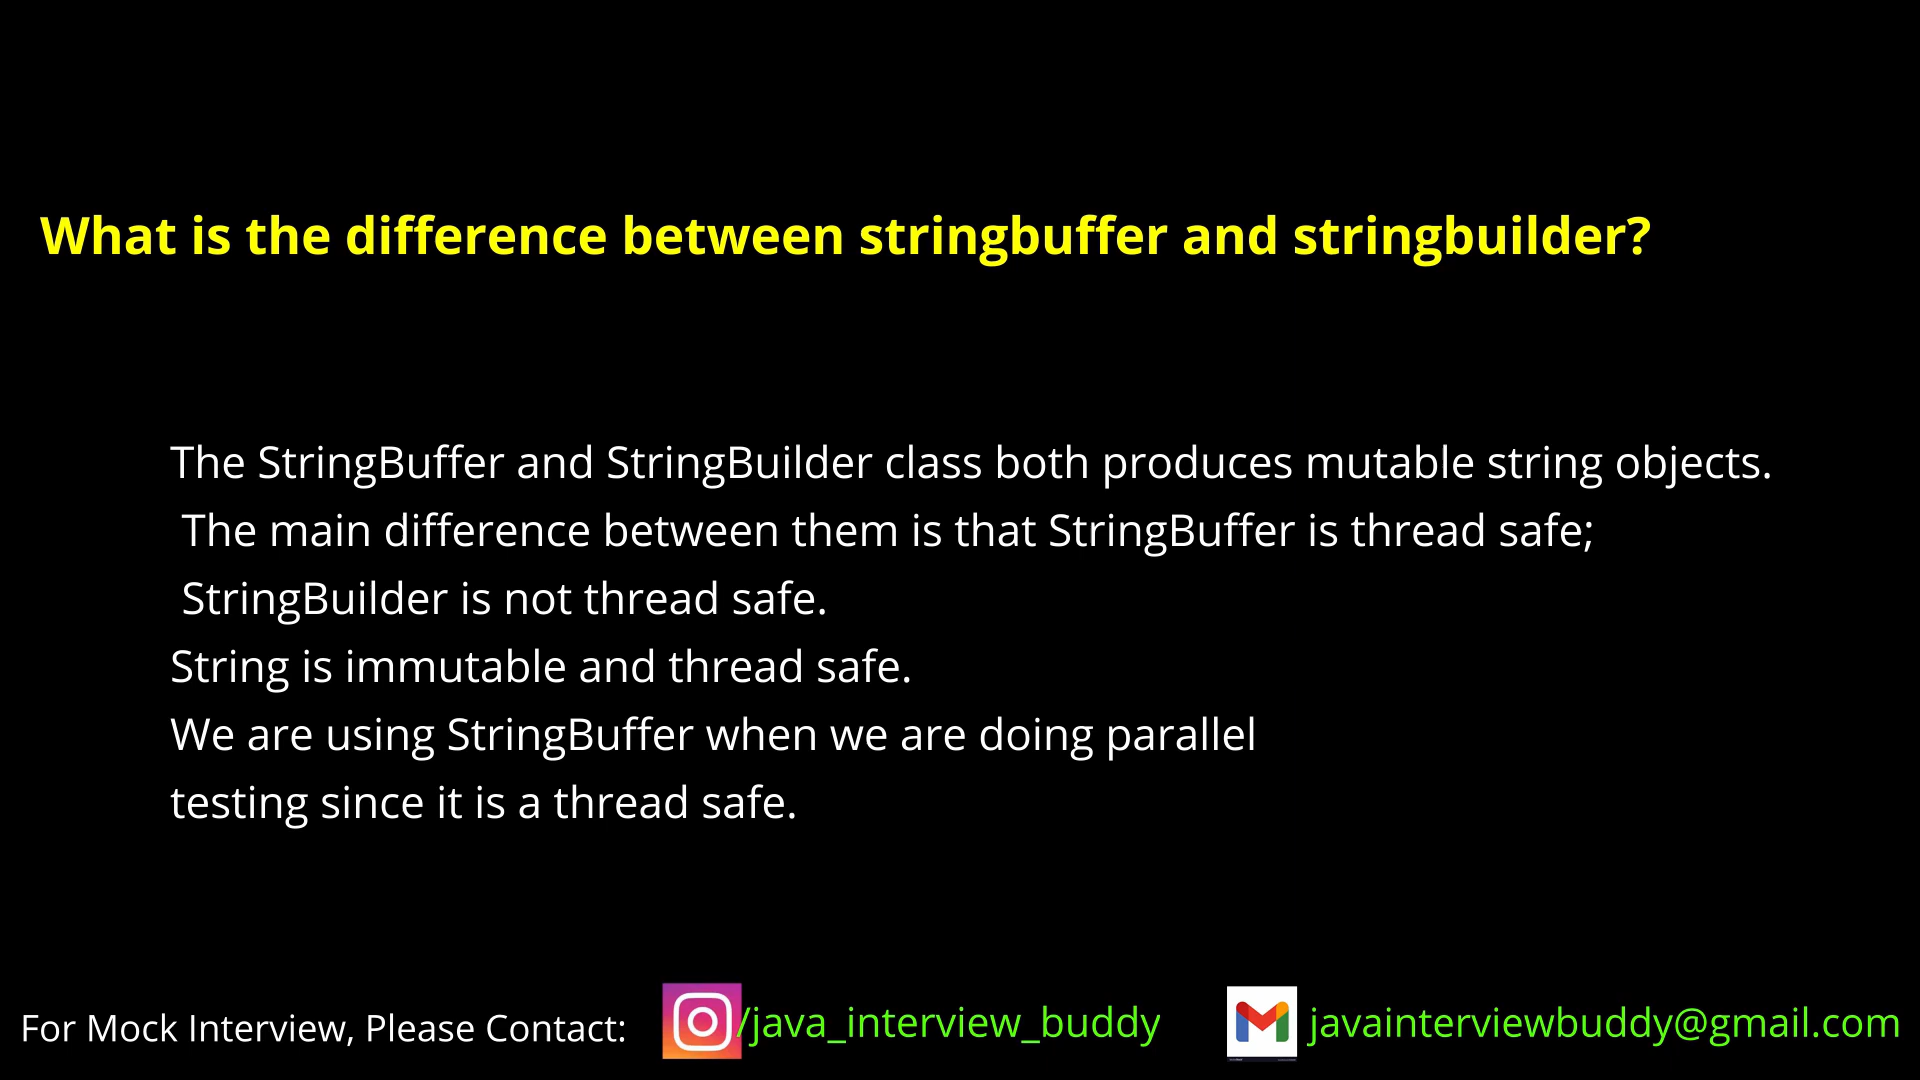 What is the difference between stringbuffer and stringbuilder?
The StringBuffer and StringBuilder class both produces mutable string objects.
The main difference between them is that StringBuffer is thread safe;
StringBuilder is not thread safe.
String is immutable and thread safe.
We are using StringBuffer when we are doing parallel
testing since it is a thread safe.
For Mock Interview, Please Contact: /java_interview_buddy javainterviewbuddy@gmail.com